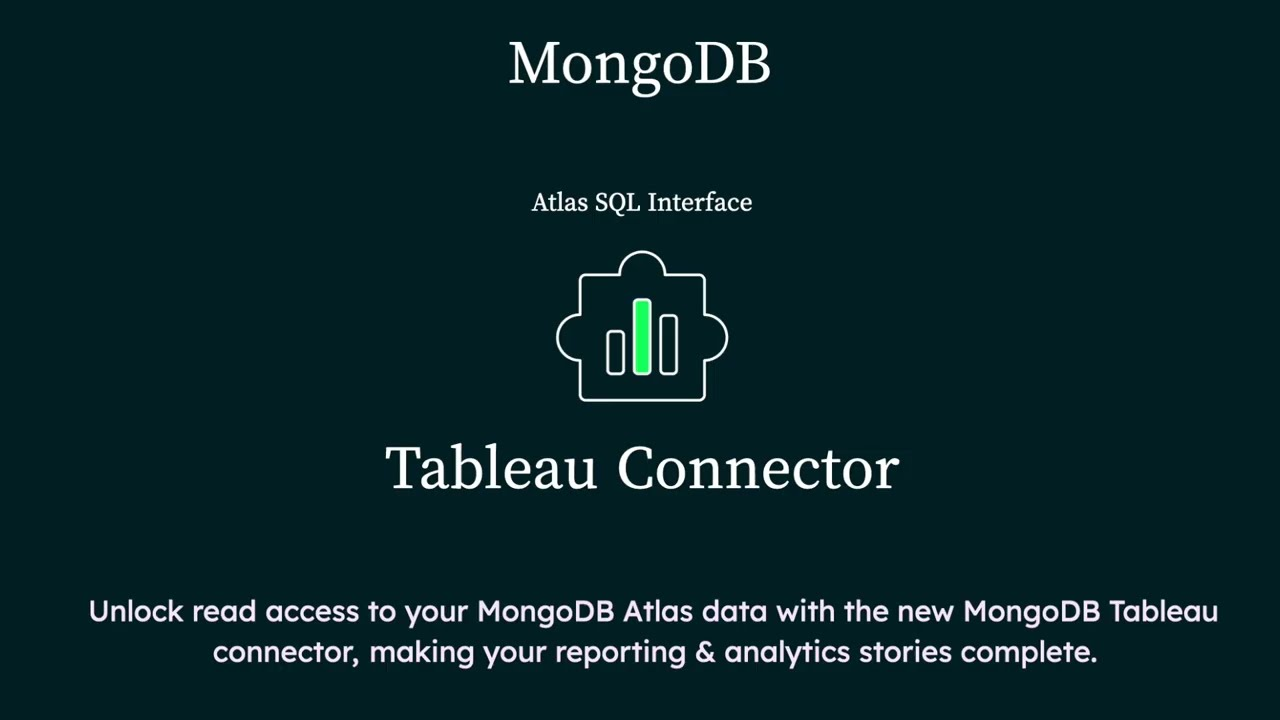 MongoDB
Atlas SQL Interface
Tableau Connector
Unlock read access to your MongoDB Atlas data with the new MongoDB Tableau
connector, making your reporting & analytics stories complete.